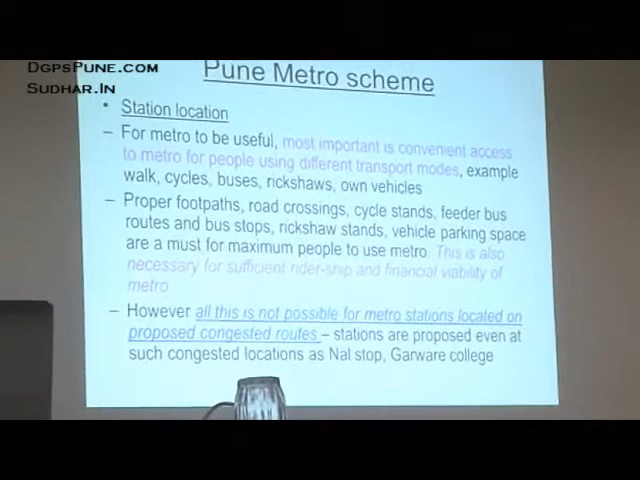 DgpsPune.com
Sudhar.In
Pune Metro scheme
• Station location
– For metro to be useful, most important is convenient access
to metro for people using different transport modes, example
walk, cycles, buses, rickshaws, own vehicles
– Proper footpaths, road crossings, cycle stands, feeder bus
routes and bus stops, rickshaw stands, vehicle parking space
are a must for maximum people to use metro. This is also
necessary for sufficient rider-ship and financial viability of
metro
– However all this is not possible for metro stations located on
proposed congested routes – stations are proposed even at
such congested locations as Nal stop, Garware college